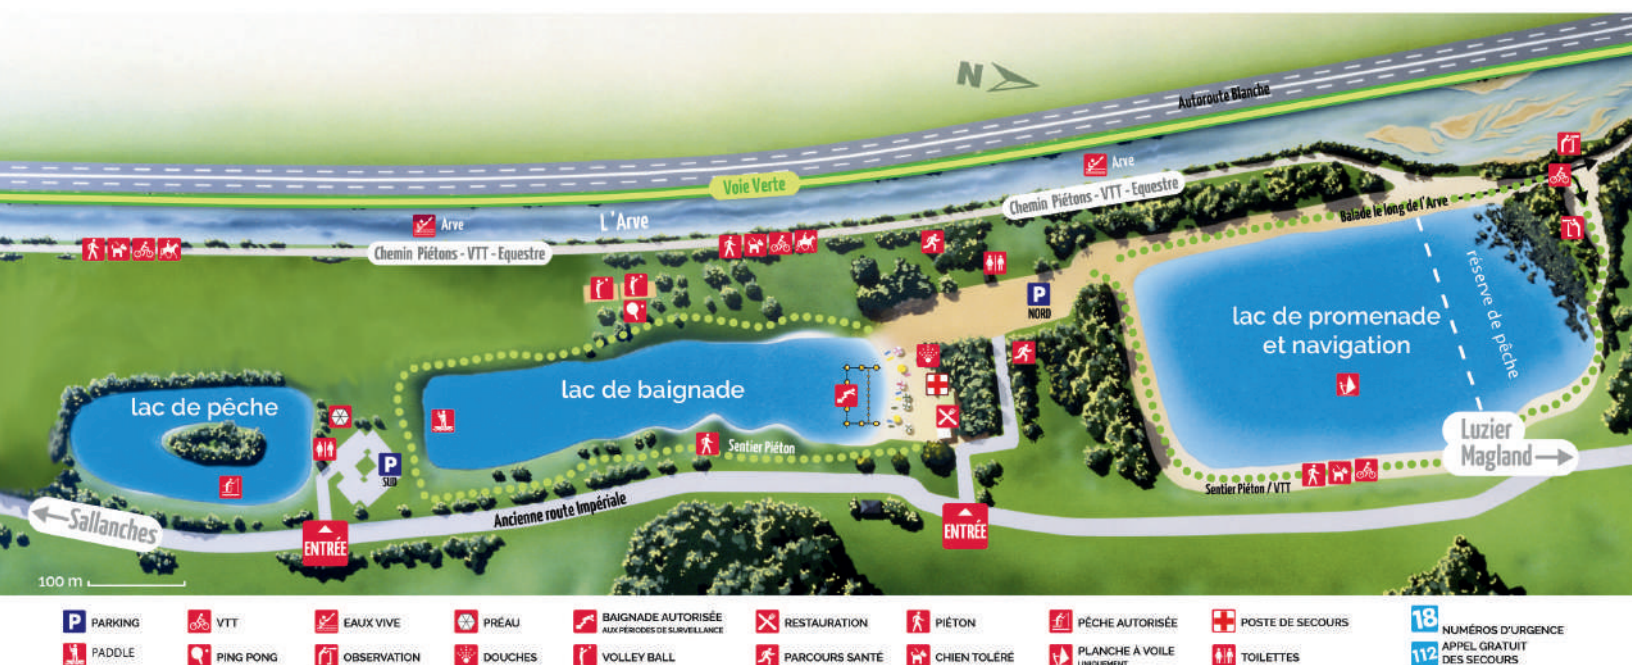 N
Autoroute Blanche
Voie Verte
Arve
Chemin Piétons - VTT - Equestre
L'Arve
Arve
Chemin Piétons - VTT - Equestre
Balade le long de l'Arve
P
NORD
lac de promenade
et navigation
réserve de pêche
lac de baignade
lac de pêche
P
SUD
Sentier Piéton
Sentier Piéton / VTT
Luzier
Magland
Ancienne route Impériale
Sallanches
ENTRÉE
ENTRÉE
100 m
P PARKING
VTT
EAUX VIVE
PRÉAU
BAIGNADE AUTORISÉE
AUX PÉRIODES DE SURVEILLANCE
RESTAURATION
PIÉTON
PÊCHE AUTORISÉE
POSTE DE SECOURS
18
NUMÉROS D'URGENCE
PADDLE
PING PONG
OBSERVATION
DOUCHES
VOLLEY BALL
PARCOURS SANTÉ
CHIEN TOLÉRÉ
PLANCHE À VOILE
UNIQUEMENT
TOILETTES
112
APPEL GRATUIT
DES SECOURS